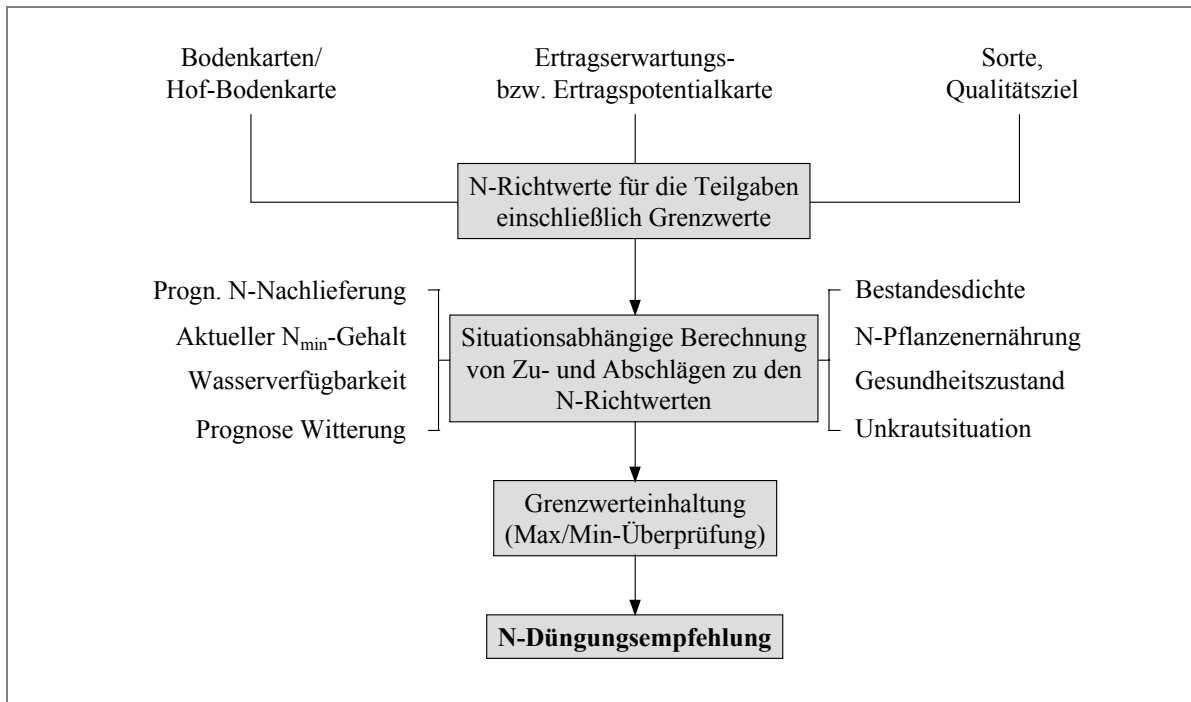 Bodenkarten/
Hof-Bodenkarte
Ertragserwartungs-
bzw. Ertragspotentialkarte
Sorte,
Qualitätsziel
N-Richtwerte für die Teilgaben
einschließlich Grenzwerte
Progn. N-Nachlieferung
Aktueller Nmin-Gehalt
Wasserverfügbarkeit
Prognose Witterung
Situationsabhängige Berechnung
von Zu- und Abschlägen zu den
N-Richtwerten
Bestandesdichte
N-Pflanzenernährung
Gesundheitszustand
Unkrautsituation
Grenzwerteinhaltung
(Max/Min-Überprüfung)
N-Düngungsempfehlung